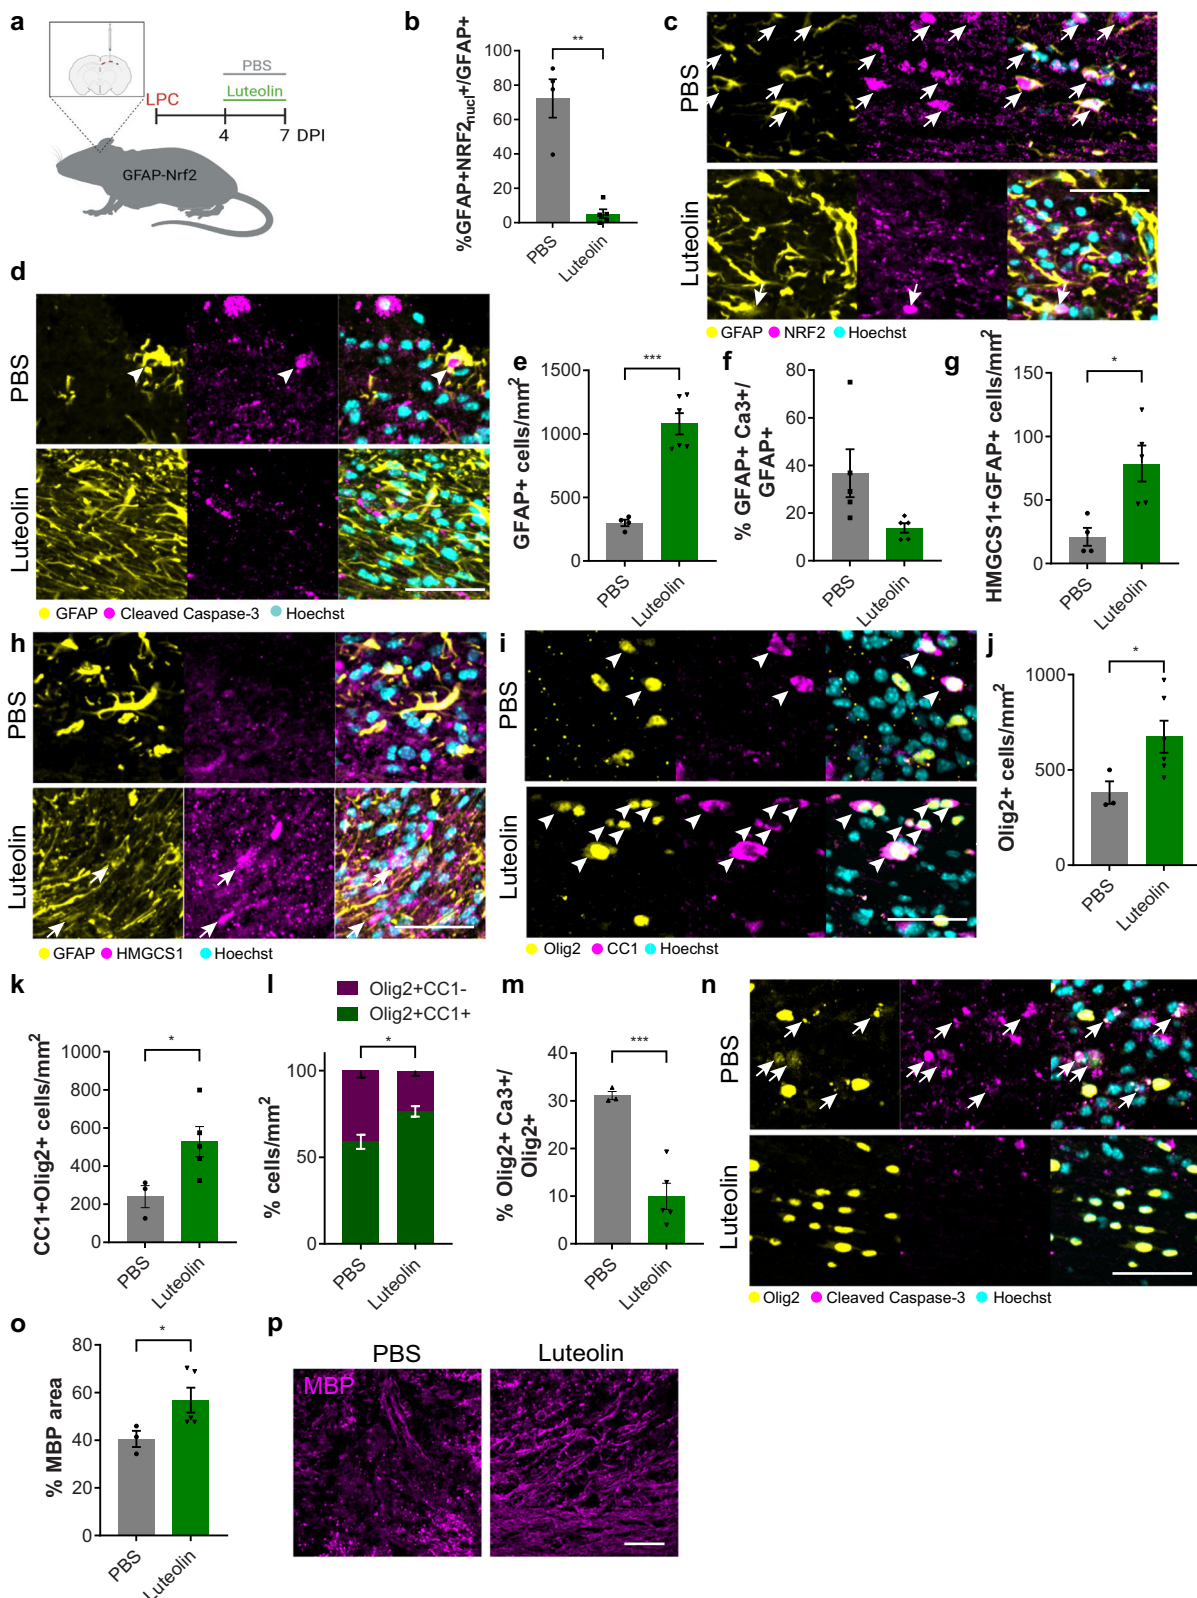 a
PBS
Luteolin
LPC
4
7
DPI
GFAP-Nrf2
b
%GFAP+NRF2nucl+/GFAP+
100
80
60
40
20
0
**
PBS
Luteolin
c
PBS
Luteolin
GFAP NRF2 Hoechst
d
PBS
Luteolin
GFAP Cleaved Caspase-3 Hoechst
e
GFAP+ cells/mm2
1500
1000
500
0
***
PBS
Luteolin
f
% GFAP+ Ca3+/
GFAP+
80
60
40
20
0
PBS
Luteolin
g
HMGCS1+GFAP+ cells/mm2
150
100
50
0
*
PBS
Luteolin
h
PBS
Luteolin
GFAP HMGCS1 Hoechst
i
PBS
Luteolin
Olig2 CC1 Hoechst
j
Olig2+ cells/mm2
1000
500
0
*
PBS
Luteolin
k
CC1+Olig2+ cells/mm2
1000
800
600
400
200
0
*
PBS
Luteolin
l
Olig2+CC1-
Olig2+CC1+
% cells/mm2
100
50
0
*
PBS
Luteolin
m
% Olig2+ Ca3+/
Olig2+
40
30
20
10
0
***
PBS
Luteolin
n
PBS
Luteolin
Olig2 Cleaved Caspase-3 Hoechst
o
% MBP area
80
60
40
20
0
*
PBS
Luteolin
p
PBS
Luteolin
MBP